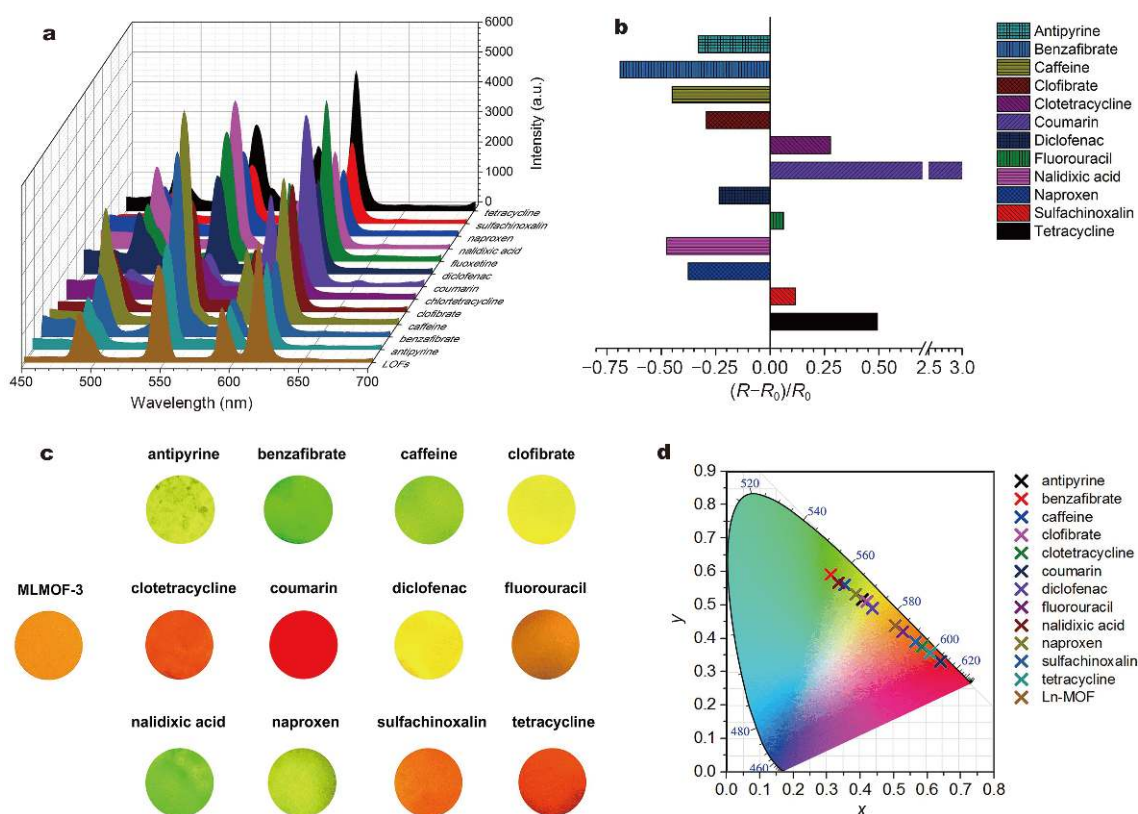 a
6000
5000
4000
3000
2000
1000
0
Intensity (a.u.)
tetracycline
sulfachinoxalin
naproxen
nalidixic acid
fluoxetine
diclofenac
coumarin
chlortetracycline
clofibrate
caffeine
benzafibrate
antipyrine
LOFs
450 500 550 600 650 700
Wavelength (nm)
b
Antipyrine
Benzafibrate
Caffeine
Clofibrate
Clotetracycline
Coumarin
Diclofenac
Fluorouracil
Nalidixic acid
Naproxen
Sulfachinoxalin
Tetracycline
−0.75 −0.50 −0.25 0.00 0.25 0.50 2.5 3.0
(R−R0)/R0
c
antipyrine benzafibrate caffeine clofibrate
MLMOF-3 clotetracycline coumarin diclofenac fluorouracil
nalidixic acid naproxen sulfachinoxalin tetracycline
d
0.9
0.8
0.7
0.6
0.5
0.4
0.3
0.2
0.1
0.0
y
520
540
560
580
600
620
480
460
0.0 0.1 0.2 0.3 0.4 0.5 0.6 0.7 0.8
x
antipyrine
benzafibrate
caffeine
clofibrate
clotetracycline
coumarin
diclofenac
fluorouracil
nalidixic acid
naproxen
sulfachinoxalin
tetracycline
Ln-MOF